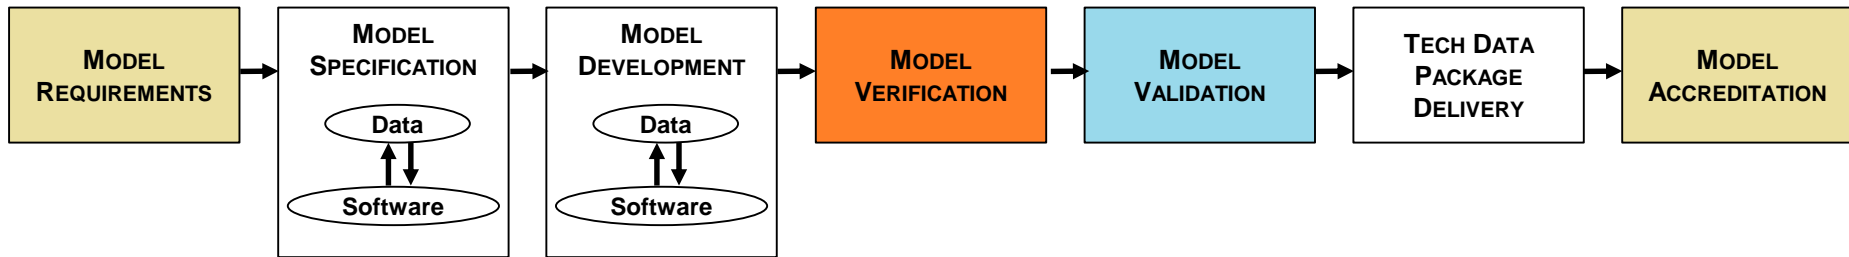 MODEL
REQUIREMENTS
MODEL
SPECIFICATION
Data
Software
MODEL
DEVELOPMENT
Data
Software
MODEL
VERIFICATION
MODEL
VALIDATION
TECH DATA
PACKAGE
DELIVERY
MODEL
ACCREDITATION